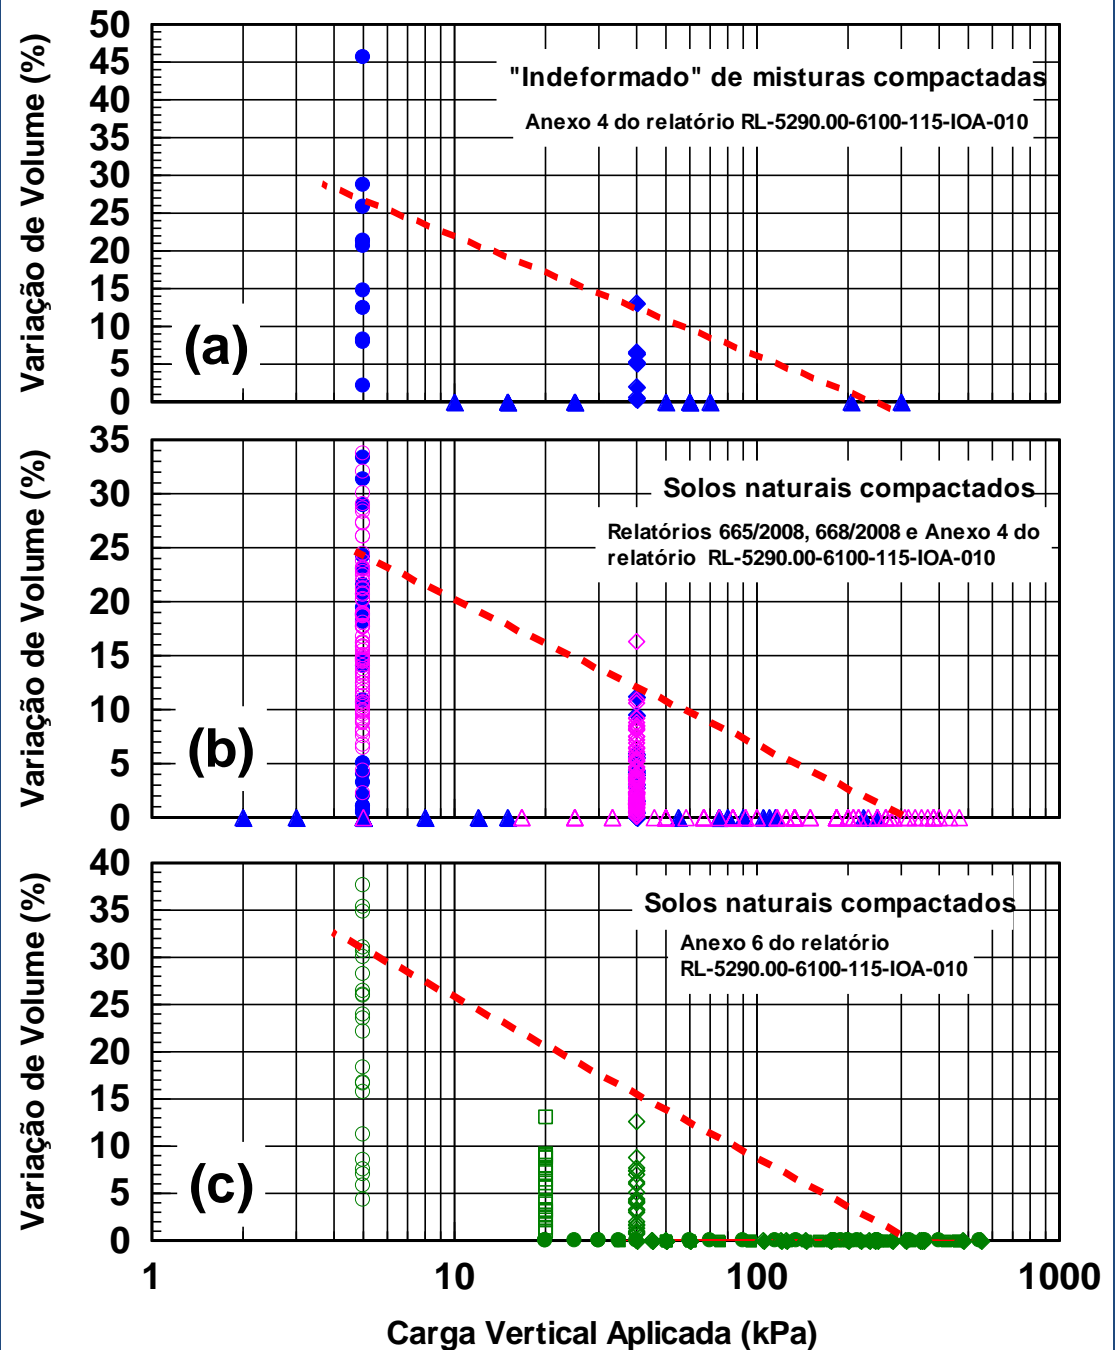 Variação de Volume (%)
50
45
40
35
30
25
20
15
10
5
0
"Indeformado" de misturas compactadas
Anexo 4 do relatório RL-5290.00-6100-115-IOA-010
(a)
Variação de Volume (%)
35
30
25
20
15
10
5
0
Solos naturais compactados
Relatórios 665/2008, 668/2008 e Anexo 4 do
relatório RL-5290.00-6100-115-IOA-010
(b)
Variação de Volume (%)
40
35
30
25
20
15
10
5
0
Solos naturais compactados
Anexo 6 do relatório
RL-5290.00-6100-115-IOA-010
(c)
1 10 100 1000
Carga Vertical Aplicada (kPa)